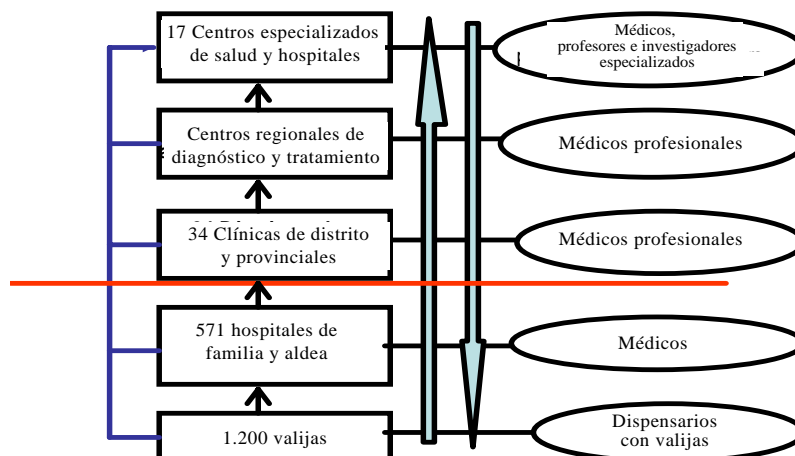 17 Centros especializados
de salud y hospitales
Médicos,
profesores e investigadores
especializados
Centros regionales de
diagnóstico y tratamiento
Médicos profesionales
34 Clínicas de distrito
y provinciales
Médicos profesionales
571 hospitales de
familia y aldea
Médicos
1.200 valijas
Dispensarios
con valijas